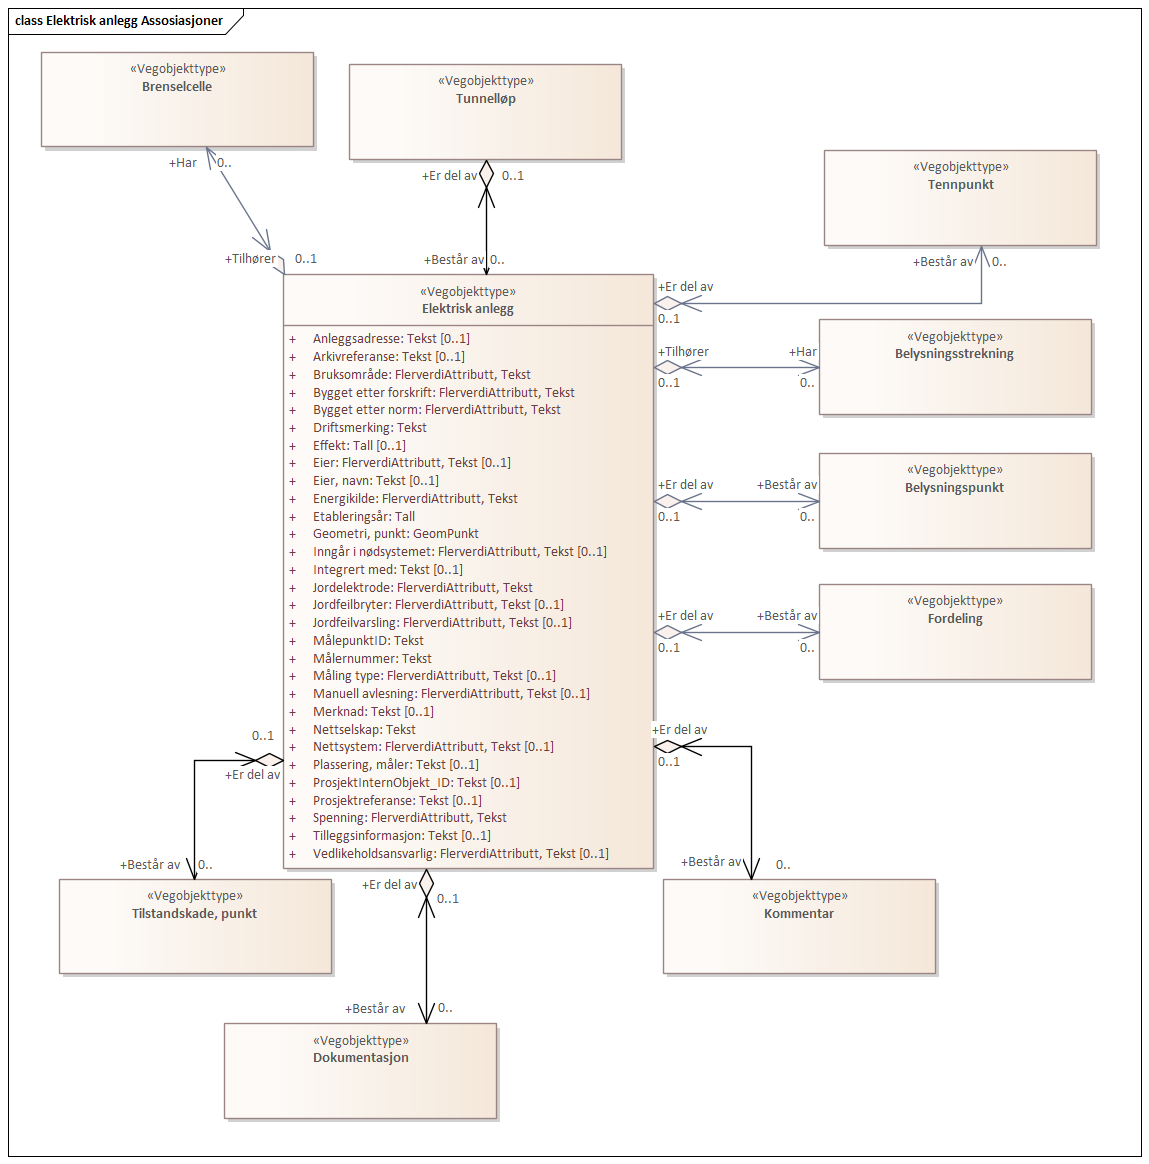 class Elektrisk anlegg Assosiasjoner
«Vegobjekttype»
Brenselcelle
+Har 0..
+Tilhører 0..1
«Vegobjekttype»
Tunnelløp
+Er del av 0..1
+Består av 0..
«Vegobjekttype»
Tennpunkt
+Består av 0..
+Er del av
0..1
«Vegobjekttype»
Elektrisk anlegg
+ Anleggsadresse: Tekst [0..1]
+ Arkivreferanse: Tekst [0..1]
+ Bruksområde: FlerverdiAttributt, Tekst
+ Bygget etter forskrift: FlerverdiAttributt, Tekst
+ Bygget etter norm: FlerverdiAttributt, Tekst
+ Driftsmerking: Tekst
+ Effekt: Tall [0..1]
+ Eier: FlerverdiAttributt, Tekst [0..1]
+ Eier, navn: Tekst [0..1]
+ Energikilde: FlerverdiAttributt, Tekst
+ Etableringsår: Tall
+ Geometri, punkt: GeomPunkt
+ Inngår i nødsystemet: FlerverdiAttributt, Tekst [0..1]
+ Integrert med: Tekst [0..1]
+ Jordelektrode: FlerverdiAttributt, Tekst
+ Jordfeilbryter: FlerverdiAttributt, Tekst [0..1]
+ Jordfeilvarsling: FlerverdiAttributt, Tekst [0..1]
+ MålepunktID: Tekst
+ Målernummer: Tekst
+ Måling type: FlerverdiAttributt, Tekst [0..1]
+ Manuell avlesning: FlerverdiAttributt, Tekst [0..1]
+ Merknad: Tekst [0..1]
+ Nettselskap: Tekst
+ Nettsystem: FlerverdiAttributt, Tekst [0..1]
+ Plassering, måler: Tekst [0..1]
+ ProsjektInternObjekt_ID: Tekst [0..1]
+ Prosjektreferanse: Tekst [0..1]
+ Spenning: FlerverdiAttributt, Tekst
+ Tilleggsinformasjon: Tekst [0..1]
+ Vedlikeholdsansvarlig: FlerverdiAttributt, Tekst [0..1]
+Tilhører +Har
0..1 0..
«Vegobjekttype»
Belysningsstrekning
+Er del av +Består av
0..1 0..
«Vegobjekttype»
Belysningspunkt
+Er del av +Består av
0..1 0..
«Vegobjekttype»
Fordeling
+Er del av
0..1
+Består av 0..
«Vegobjekttype»
Kommentar
0..1
+Er del av
+Består av 0..
«Vegobjekttype»
Tilstandskade, punkt
+Er del av
0..1
+Består av 0..
«Vegobjekttype»
Dokumentasjon